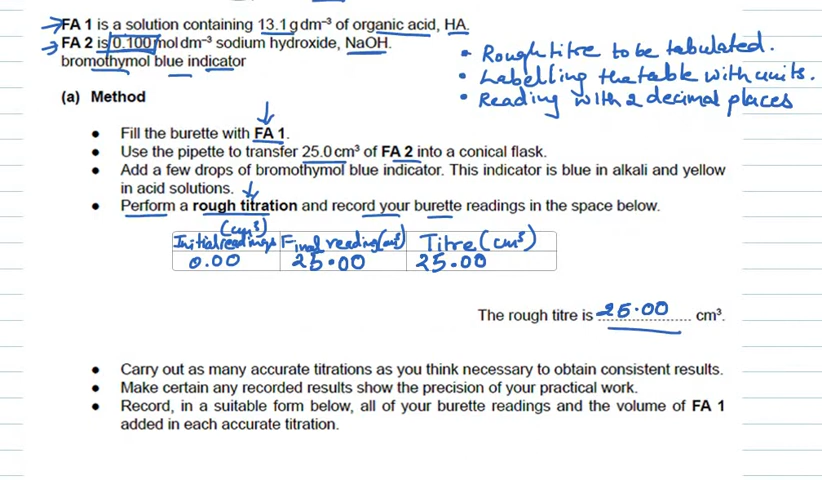 FA 1 is a solution containing 13.1 g dm⁻³ of organic acid, HA.
FA 2 is 0.100 mol dm⁻³ sodium hydroxide, NaOH.
bromothymol blue indicator
• Rough titre to be tabulated.
• Labelling the table with units.
• Reading with 2 decimal places
(a) Method
• Fill the burette with FA 1.
• Use the pipette to transfer 25.0 cm³ of FA 2 into a conical flask.
• Add a few drops of bromothymol blue indicator. This indicator is blue in alkali and yellow
in acid solutions.
• Perform a rough titration and record your burette readings in the space below.
Initial readings (cm³) Final reading (cm³) Titre (cm³)
0.00 25.00 25.00
The rough titre is 25.00 cm³.
• Carry out as many accurate titrations as you think necessary to obtain consistent results.
• Make certain any recorded results show the precision of your practical work.
• Record, in a suitable form below, all of your burette readings and the volume of FA 1
added in each accurate titration.